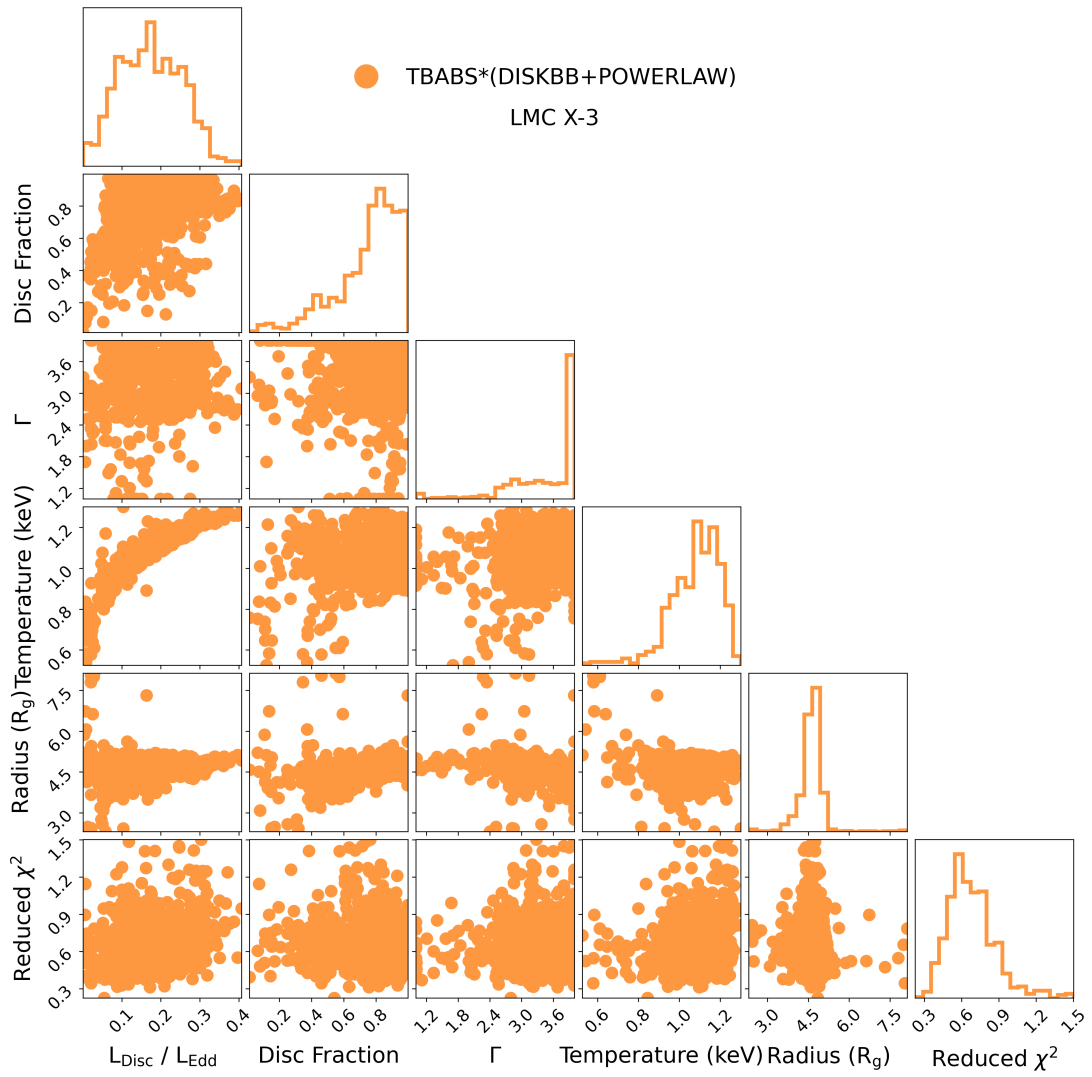 TBABS*(DISKBB+POWERLAW)
LMC X-3
Disc Fraction
0.8
0.6
0.4
0.2
Γ
3.6
3.0
2.4
1.8
1.2
Temperature (keV)
1.2
1.0
0.8
0.6
Radius (Rg)
7.5
6.0
4.5
3.0
Reduced χ²
1.5
1.2
0.9
0.6
0.3
0.1 0.2 0.3 0.4 0.2 0.4 0.6 0.8 1.2 1.8 2.4 3.0 3.6 0.6 0.8 1.0 1.2 3.0 4.5 6.0 7.5 0.3 0.6 0.9 1.2 1.5
LDisc / LEdd Disc Fraction Γ Temperature (keV) Radius (Rg) Reduced χ²